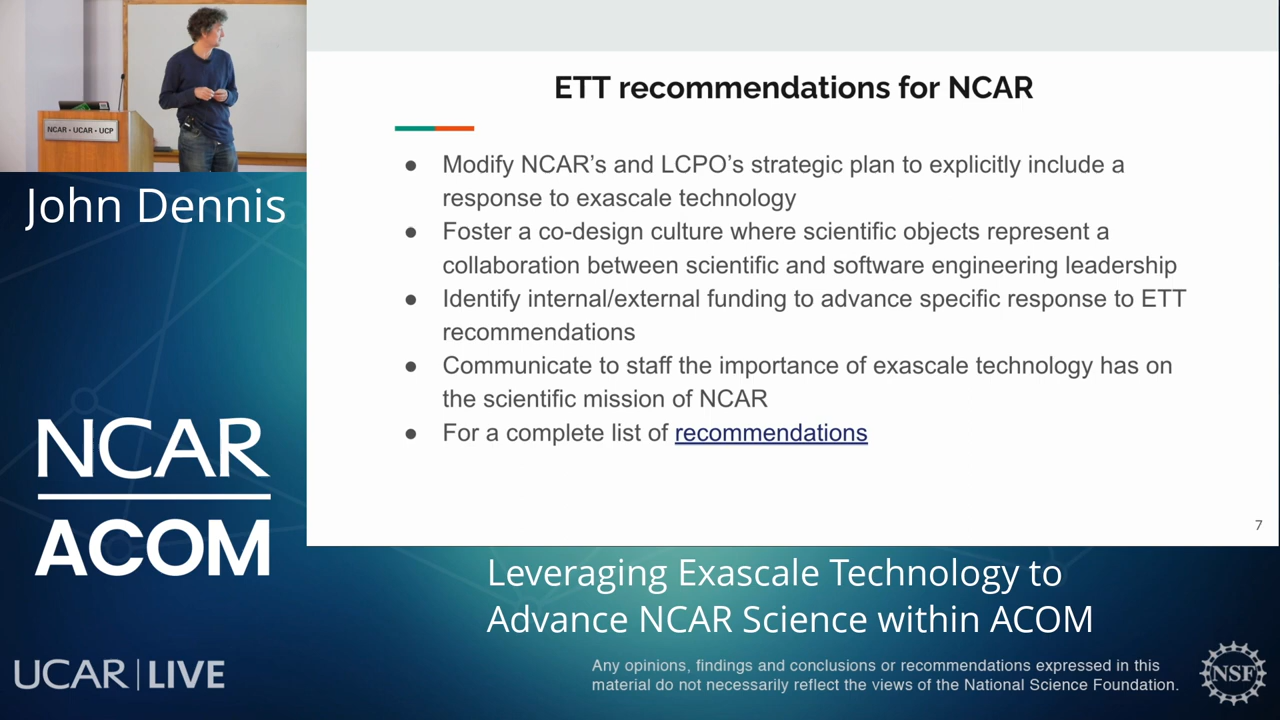 NCAR • UCAR • UCP
John Dennis
NCAR
ACOM
UCAR | LIVE
ETT recommendations for NCAR
● Modify NCAR's and LCPO's strategic plan to explicitly include a
response to exascale technology
● Foster a co-design culture where scientific objects represent a
collaboration between scientific and software engineering leadership
● Identify internal/external funding to advance specific response to ETT
recommendations
● Communicate to staff the importance of exascale technology has on
the scientific mission of NCAR
● For a complete list of recommendations
7
Leveraging Exascale Technology to
Advance NCAR Science within ACOM
Any opinions, findings and conclusions or recommendations expressed in this
material do not necessarily reflect the views of the National Science Foundation.
NSF